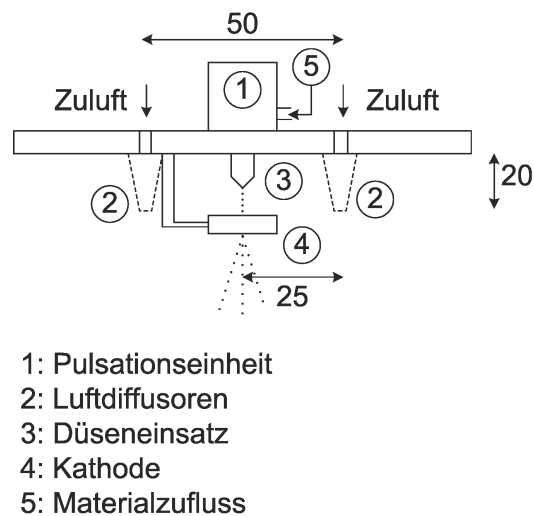 50
1
5
Zuluft
Zuluft
3
2
2
20
4
25
1: Pulsationseinheit
2: Luftdiffusoren
3: Düseneinsatz
4: Kathode
5: Materialzufluss